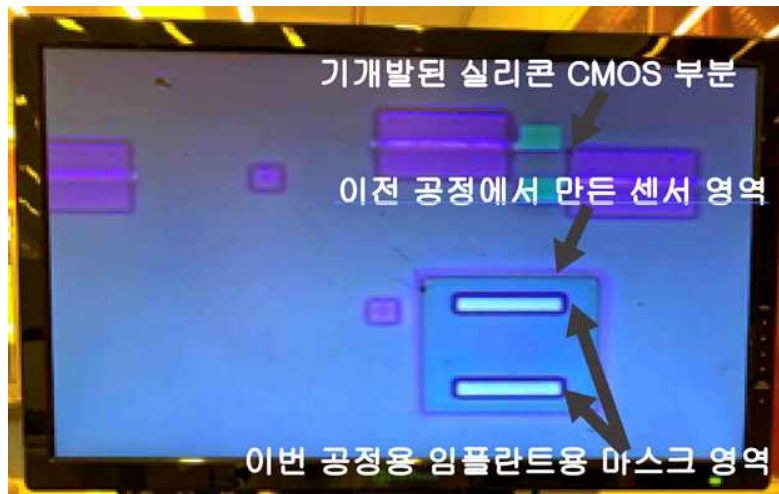 기개발된 실리콘 CMOS 부분
이전 공정에서 만든 센서 영역
이번 공정용 임플란트용 마스크 영역